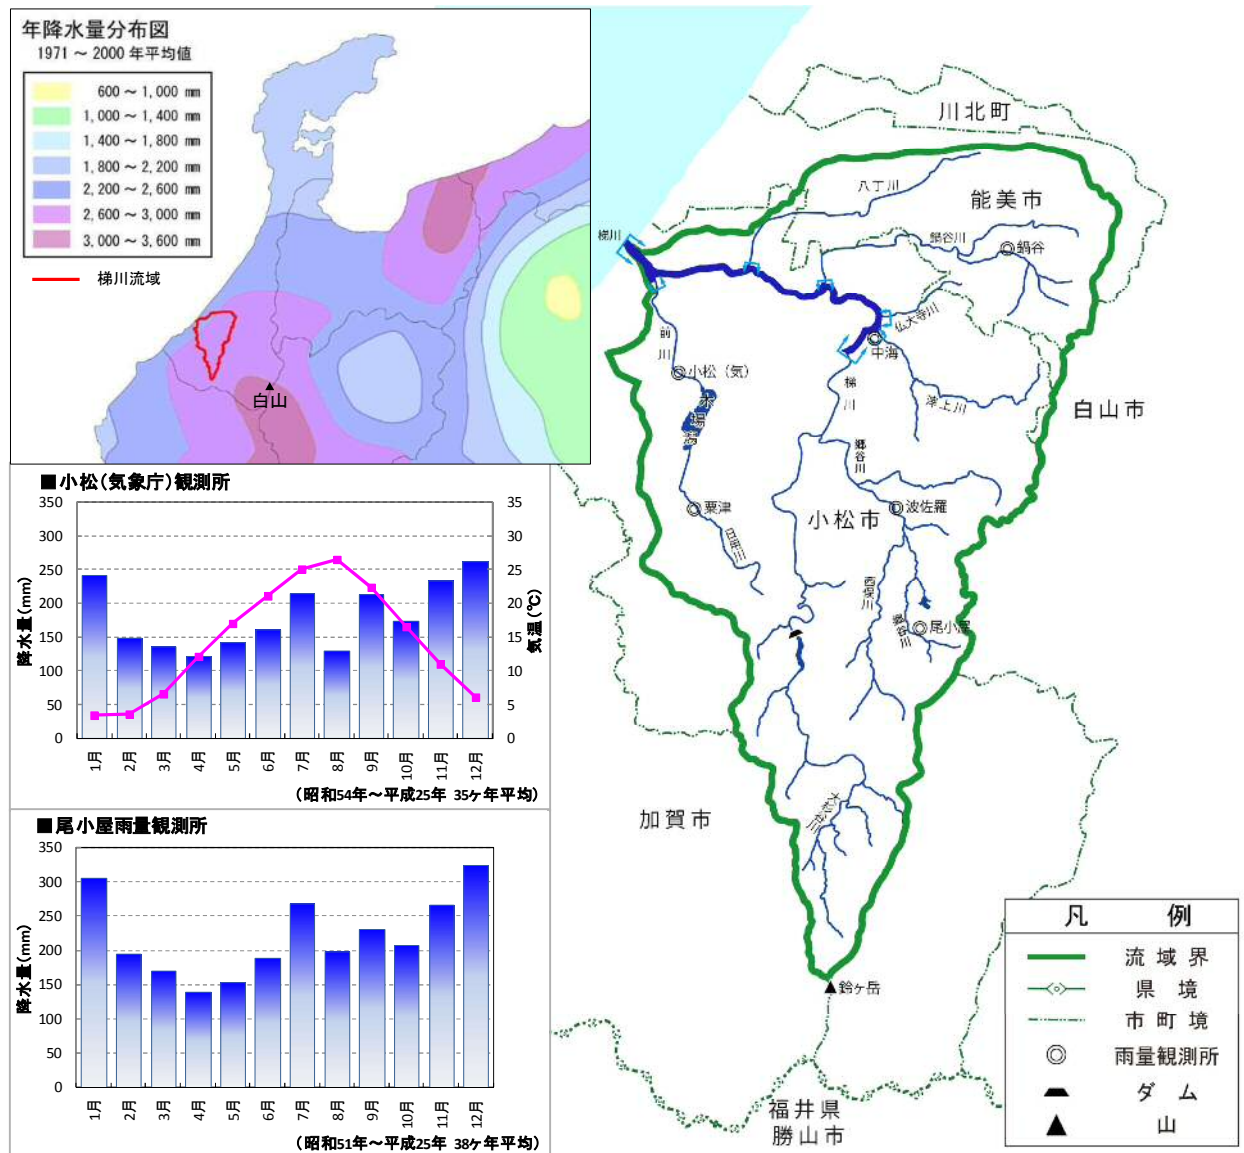 年降水量分布図
1971 ～ 2000 年平均値
600 ～ 1,000 mm
1,000 ～ 1,400 mm
1,400 ～ 1,800 mm
1,800 ～ 2,200 mm
2,200 ～ 2,600 mm
2,600 ～ 3,000 mm
3,000 ～ 3,600 mm
梯川流域
白山
■小松(気象庁)観測所
降水量(mm)
350
300
250
200
150
100
50
0
気温(℃)
35
30
25
20
15
10
5
0
1月
2月
3月
4月
5月
6月
7月
8月
9月
10月
11月
12月
(昭和54年～平成25年 35ヶ年平均)
■尾小屋雨量観測所
降水量(mm)
350
300
250
200
150
100
50
0
1月
2月
3月
4月
5月
6月
7月
8月
9月
10月
11月
12月
(昭和51年～平成25年 38ヶ年平均)
川北町
八丁川
能美市
梯川
鍋谷川
鍋谷
仏大寺川
中海
前川
小松（気）
木場潟
梯川
滓上川
白山市
郷谷川
粟津
小松市
波佐羅
日用川
西俣川
尾小屋
加賀市
大杉谷川
鈴ヶ岳
福井県
勝山市
凡 例
流域界
県境
市町境
雨量観測所
ダム
山